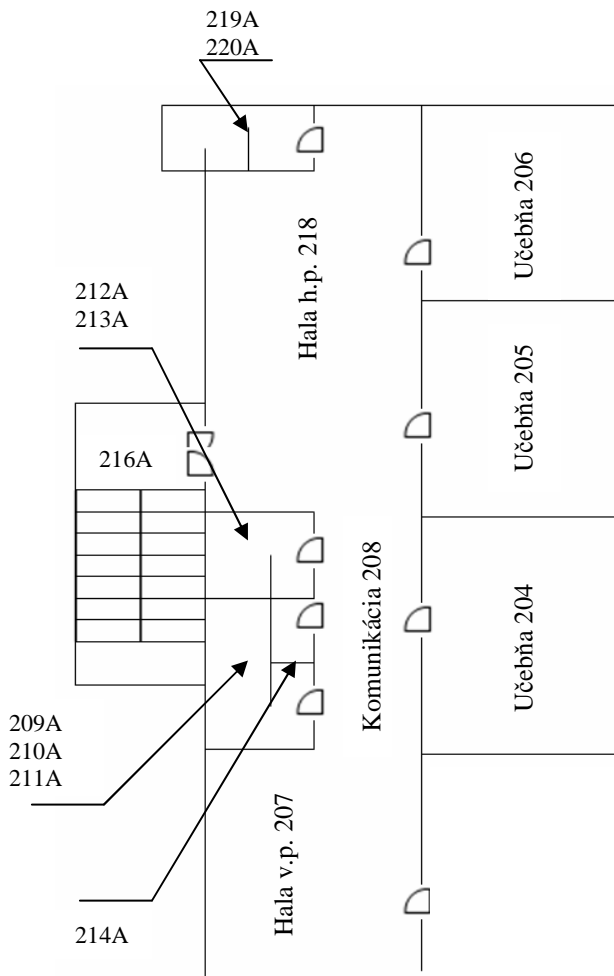 219A
220A
Učebňa 206
Hala h.p. 218
212A
213A
Učebňa 205
216A
Komunikácia 208
Učebňa 204
209A
210A
211A
Hala v.p. 207
214A